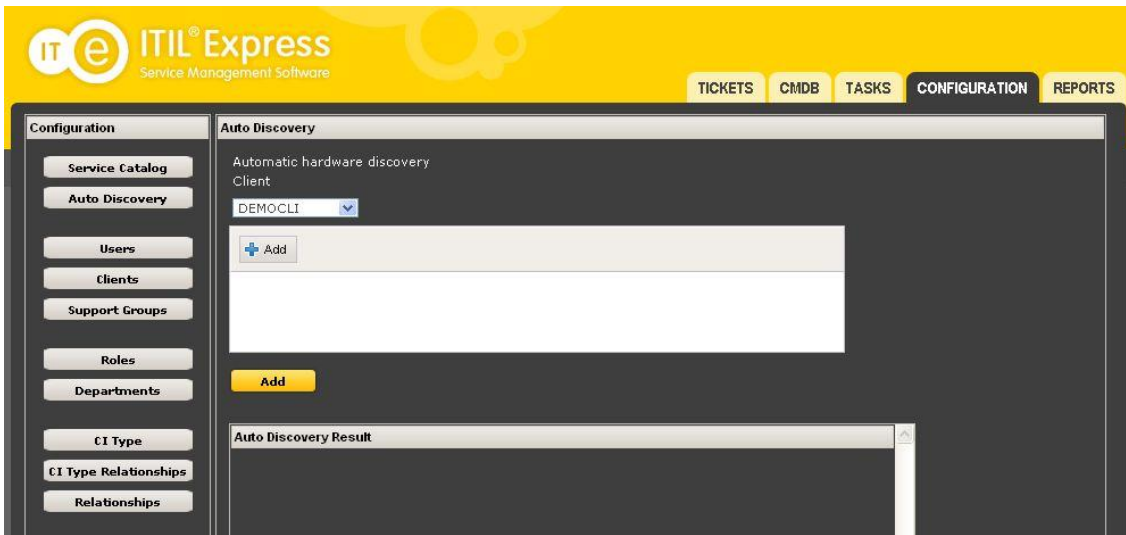 ITe ITIL® Express
Service Management Software
TICKETS CMDB TASKS CONFIGURATION REPORTS
Configuration
Service Catalog
Auto Discovery
Users
Clients
Support Groups
Roles
Departments
CI Type
CI Type Relationships
Relationships
Auto Discovery
Automatic hardware discovery
Client
DEMOCLI
Add
Add
Auto Discovery Result